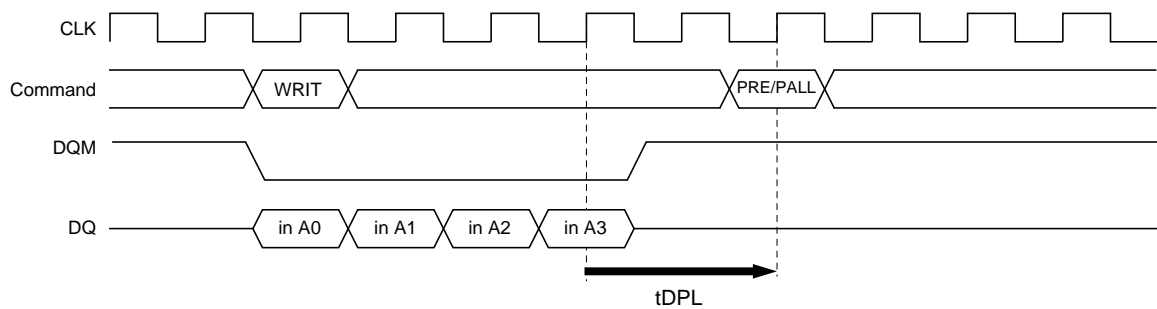 CLK
Command
WRIT
PRE/PALL
DQM
DQ
in A0
in A1
in A2
in A3
tDPL